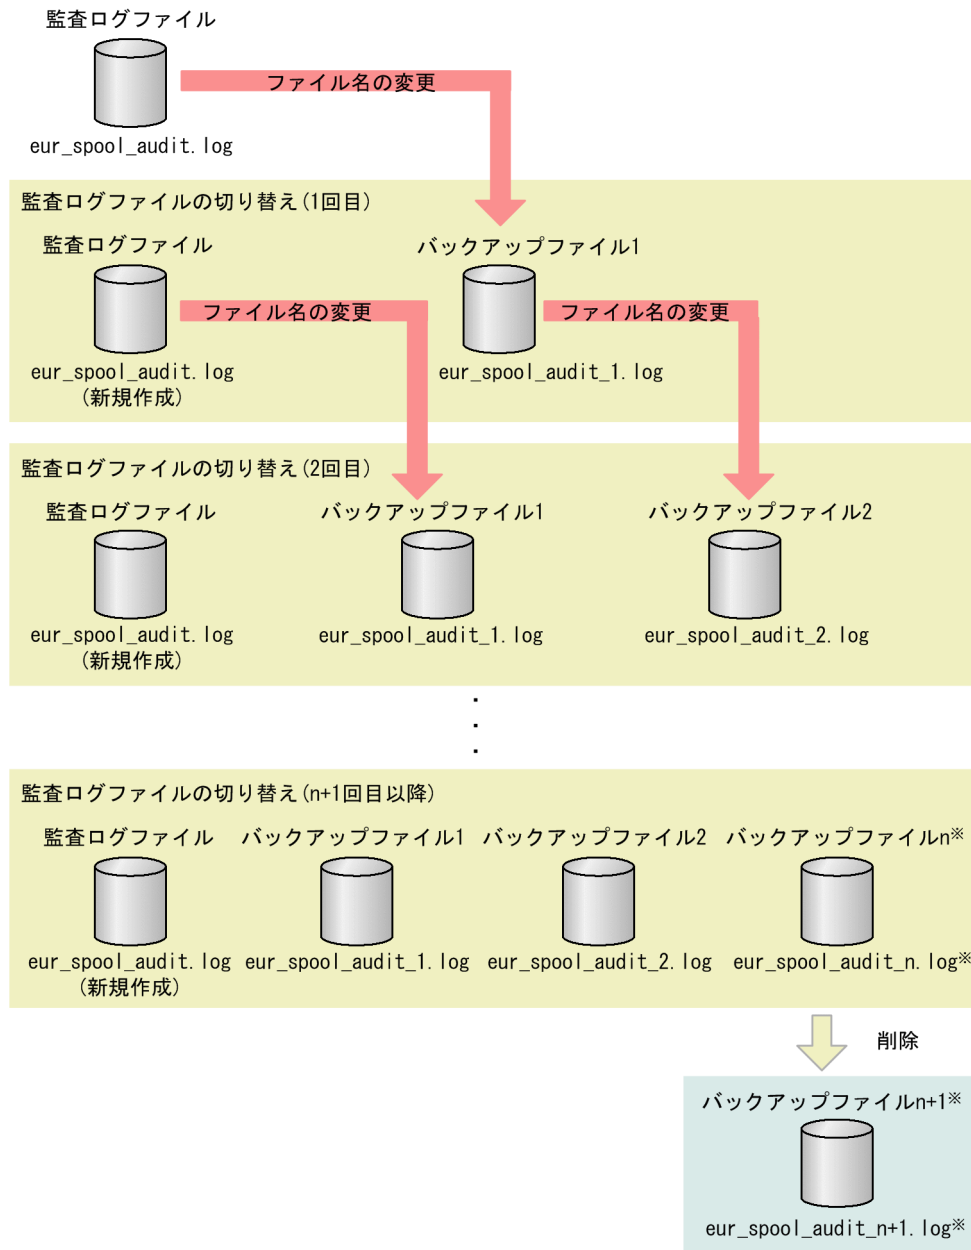 監査ログファイル
ファイル名の変更
eur_spool_audit.log
監査ログファイルの切り替え(1回目)
監査ログファイル
バックアップファイル1
ファイル名の変更
ファイル名の変更
eur_spool_audit.log
(新規作成)
eur_spool_audit_1.log
監査ログファイルの切り替え(2回目)
監査ログファイル
バックアップファイル1
バックアップファイル2
eur_spool_audit.log
(新規作成)
eur_spool_audit_1.log
eur_spool_audit_2.log
・
・
・
監査ログファイルの切り替え(n+1回目以降)
監査ログファイル
バックアップファイル1
バックアップファイル2
バックアップファイルn※
eur_spool_audit.log
(新規作成)
eur_spool_audit_1.log
eur_spool_audit_2.log
eur_spool_audit_n.log※
削除
バックアップファイルn+1※
eur_spool_audit_n+1.log※